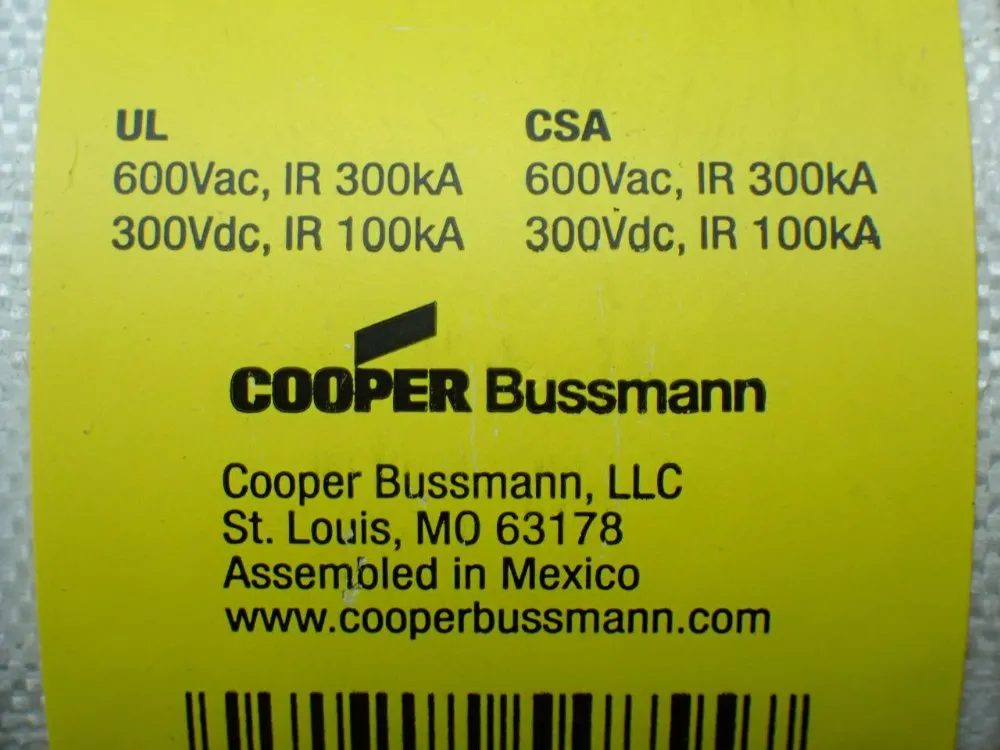 UL
600Vac, IR 300kA
300Vdc, IR 100kA
CSA
600Vac, IR 300kA
300Vdc, IR 100kA
COOPER Bussmann
Cooper Bussmann, LLC
St. Louis, MO 63178
Assembled in Mexico
www.cooperbussmann.com